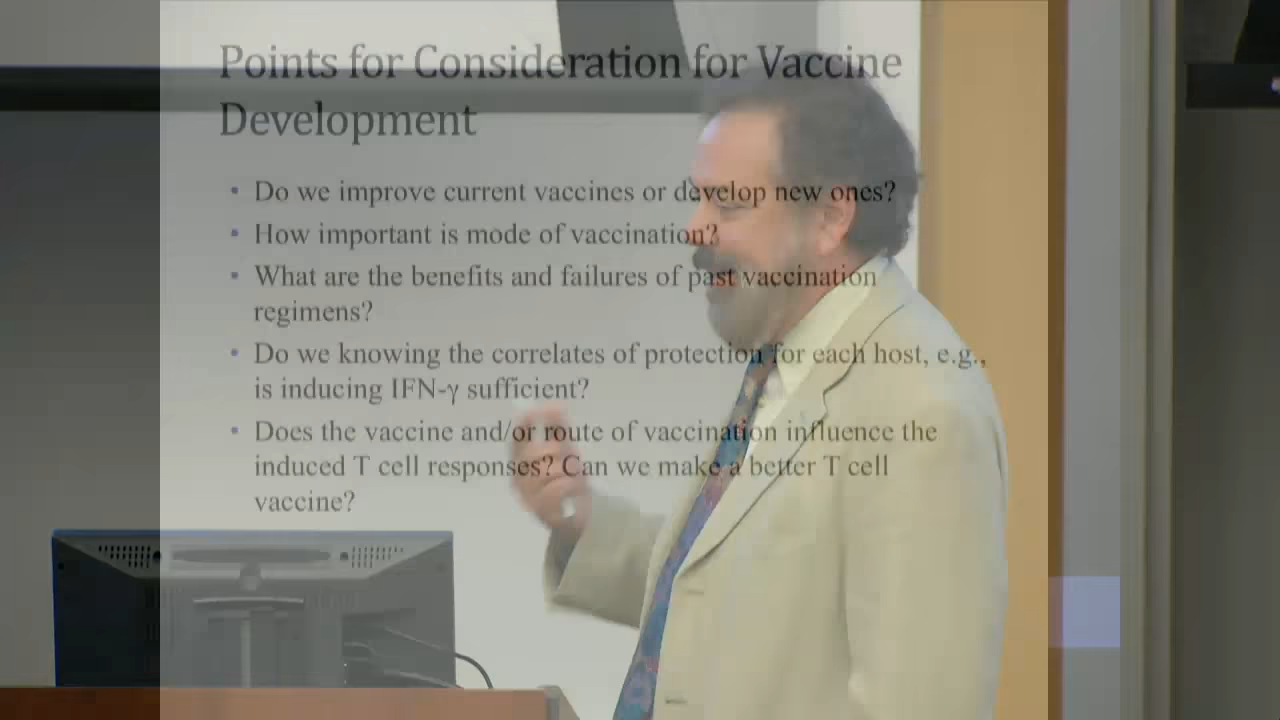 Points for Consideration for Vaccine
Development
• Do we improve current vaccines or develop new ones?
• How important is mode of vaccination?
• What are the benefits and failures of past vaccination
regimens?
• Do we knowing the correlates of protection for each host, e.g.,
is inducing IFN-γ sufficient?
• Does the vaccine and/or route of vaccination influence the
induced T cell responses? Can we make a better T cell
vaccine?